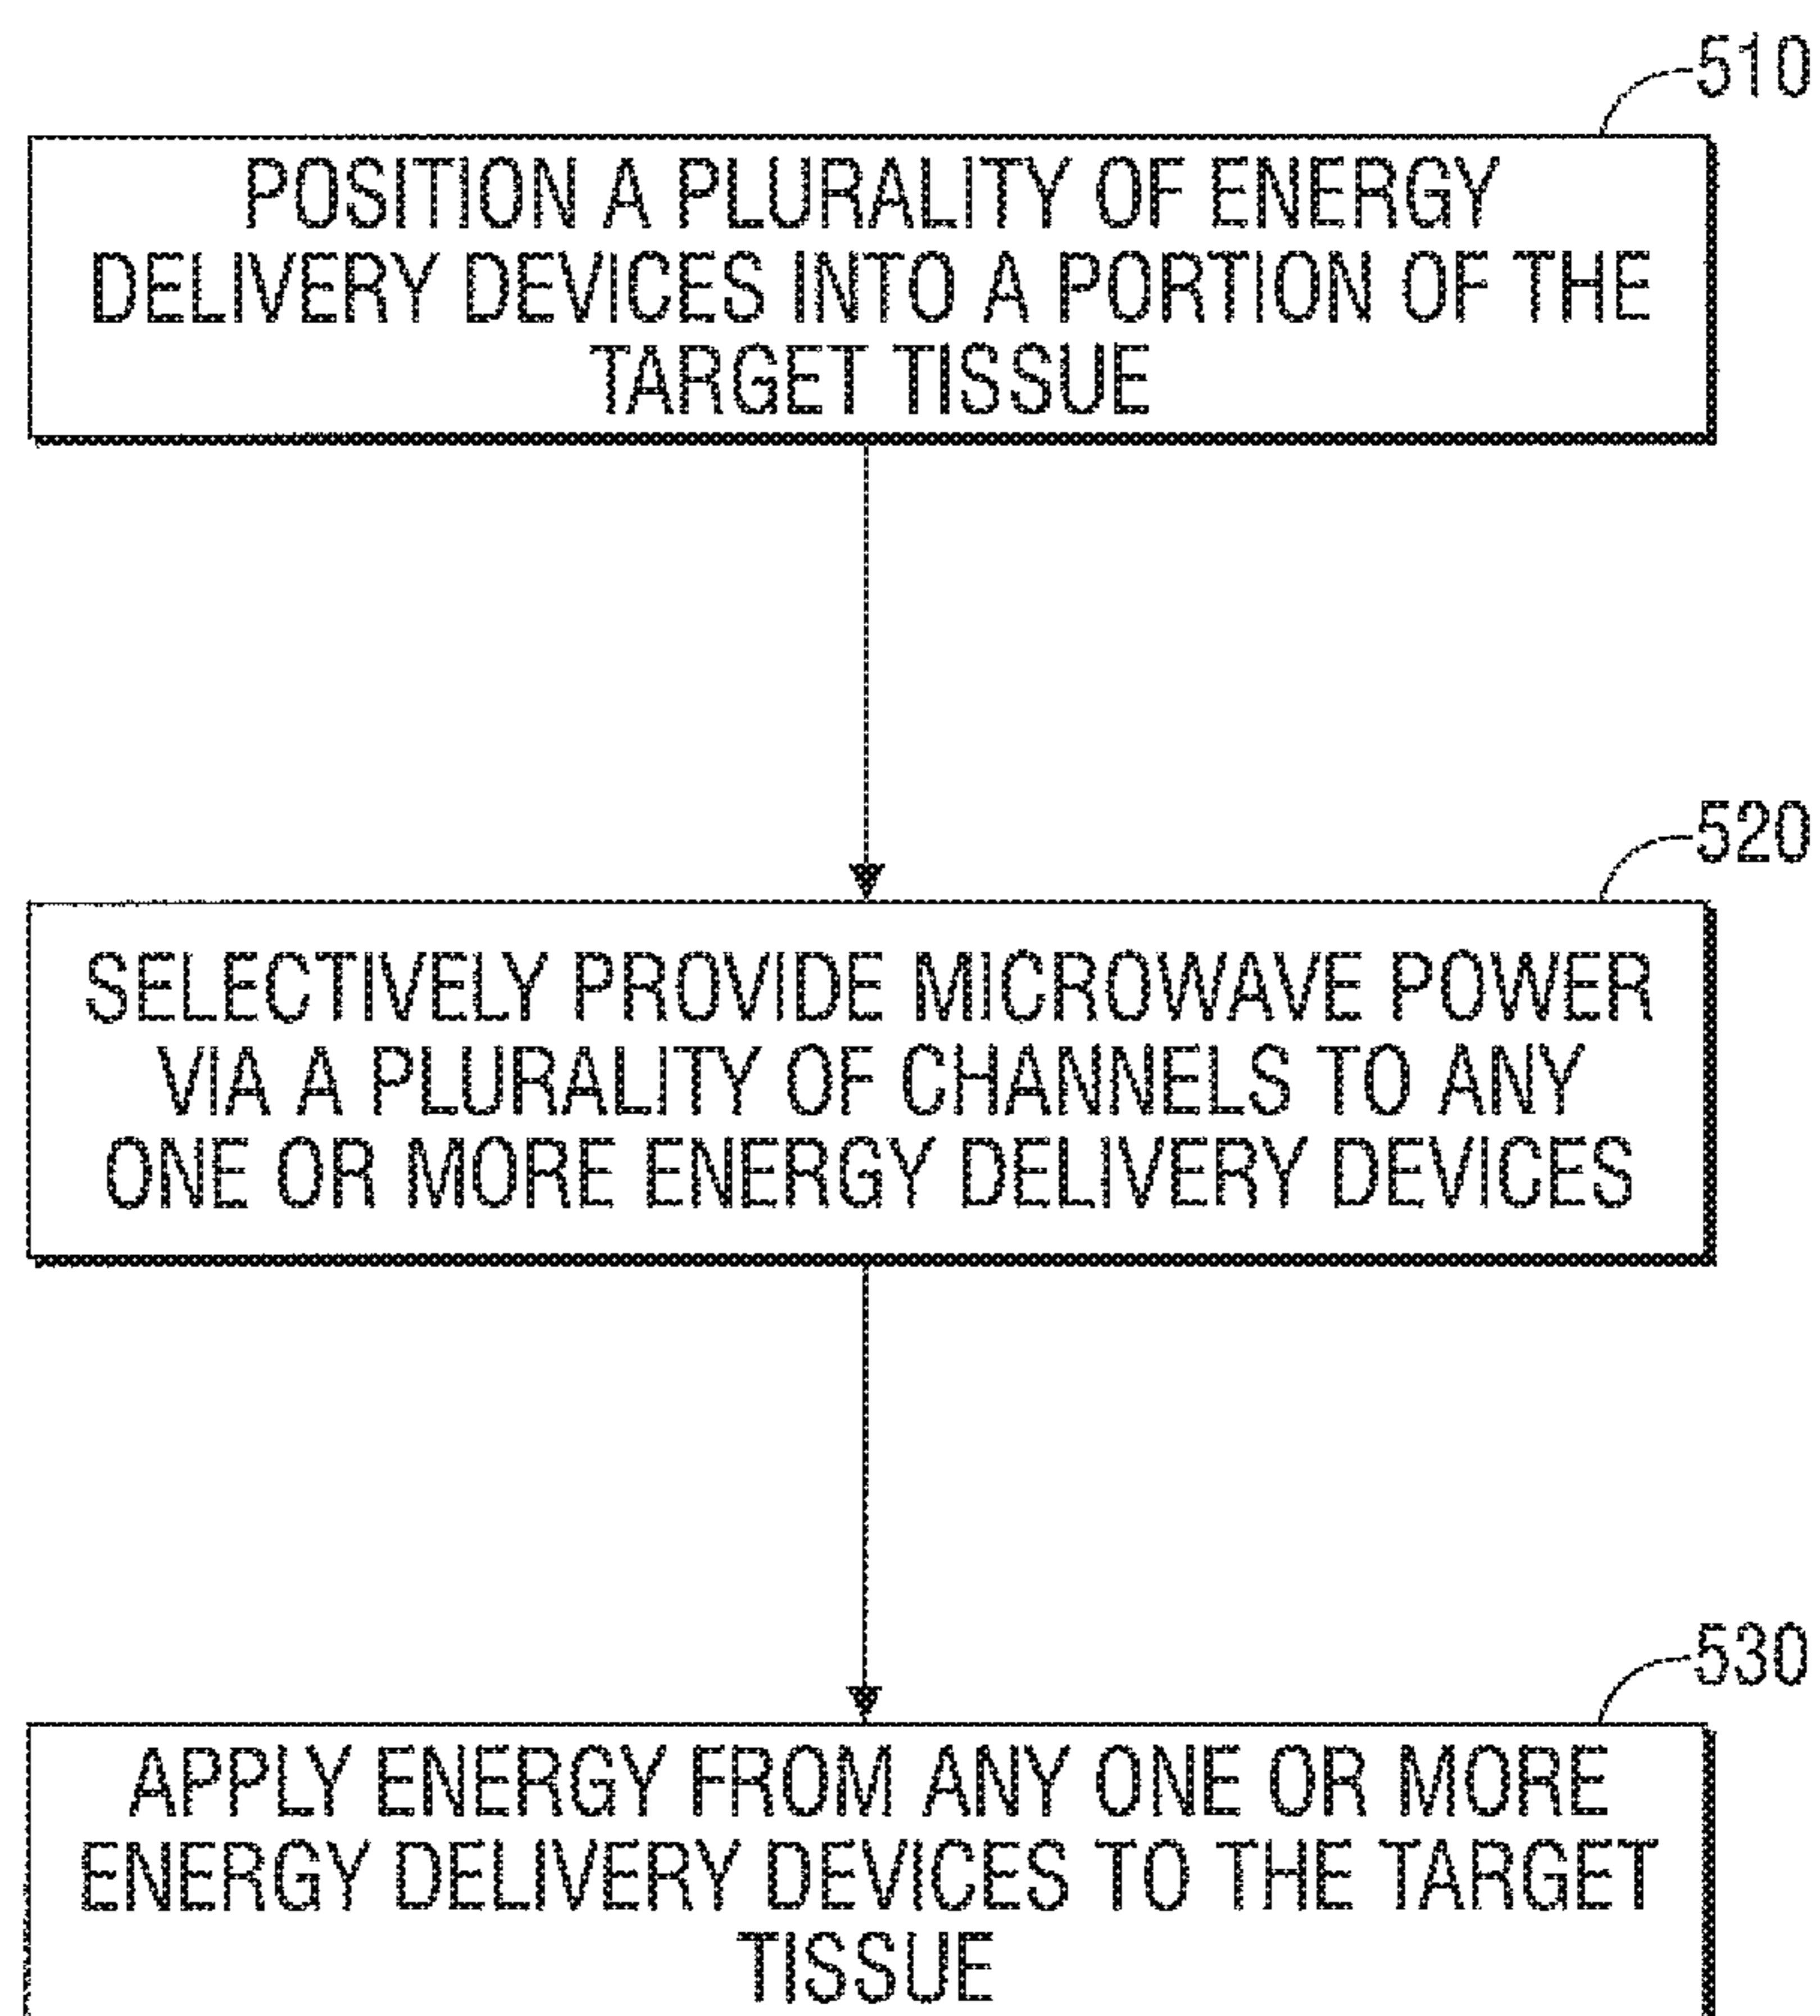 510
POSITION A PLURALITY OF ENERGY
DELIVERY DEVICES INTO A PORTION OF THE
TARGET TISSUE
520
SELECTIVELY PROVIDE MICROWAVE POWER
VIA A PLURALITY OF CHANNELS TO ANY
ONE OR MORE ENERGY DELIVERY DEVICES
530
APPLY ENERGY FROM ANY ONE OR MORE
ENERGY DELIVERY DEVICES TO THE TARGET
TISSUE